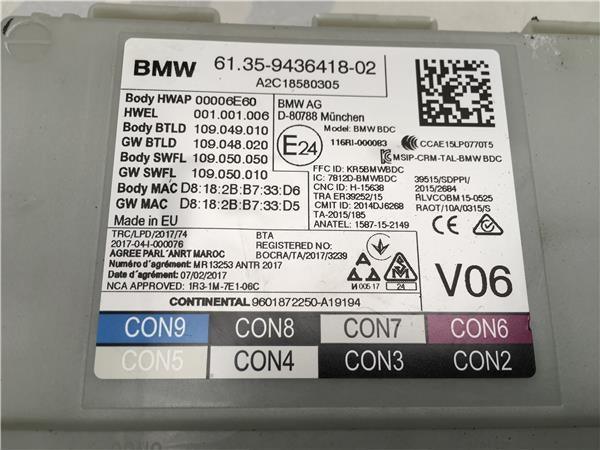 BMW 61.35-9436418-02
A2C18580305
Body HWAP 00006E60
HWEL 001.001.006
Body BTLD 109.049.010
GW BTLD 109.048.020
Body SWFL 109.050.050
GW SWFL 109.050.010
Body MAC D8:18:2B:B7:33:D6
GW MAC D8:18:2B:B7:33:D5
Made in EU
BMW AG
D-80788 München
Model: BMW BDC
E24
116RI-000083
CCAE15LP0770T5
MSIP-CRM-TAL-BMW BDC
FFC ID: KR5BMWBDC
IC: 7812D-BMWBDC
CNC ID: H-15638
TRA ER39252/15
CMIT ID: 2014DJ6268
TA-2015/185
ANATEL: 1587-15-2149
39515/SDPPI/
2015/2684
RLVCOBM15-0525
RAOT/10A/0315/S
CE
TRC/LPD/2017/74
2017-04-I-000076
AGREE PARL´ANRT MAROC
Numéro d´agrément: MR 13253 ANTR 2017
Date d´agrément: 07/02/2017
NCA APPROVED: 1R3-1M-7E1-06C
BTA
BOCRA/TA/2017/3239
И 005 17
24
V06
CONTINENTAL 9601872250-A19194
CON9 CON8 CON7 CON6
CON5 CON4 CON3 CON2